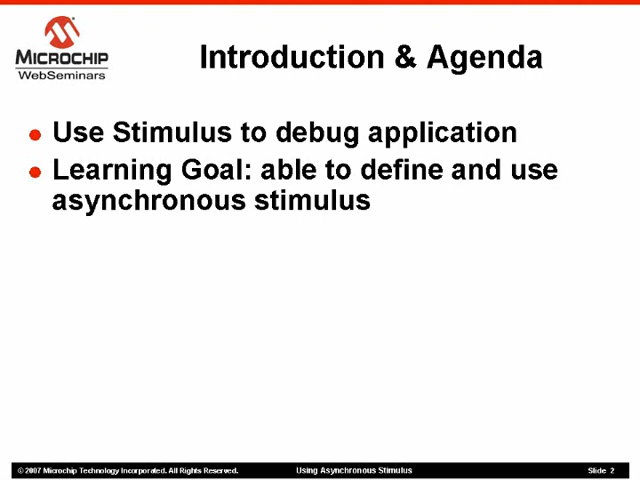 MICROCHIP
WebSeminars
Introduction & Agenda
Use Stimulus to debug application
Learning Goal: able to define and use
asynchronous stimulus
© 2007 Microchip Technology Incorporated. All Rights Reserved.
Using Asynchronous Stimulus
Slide 2